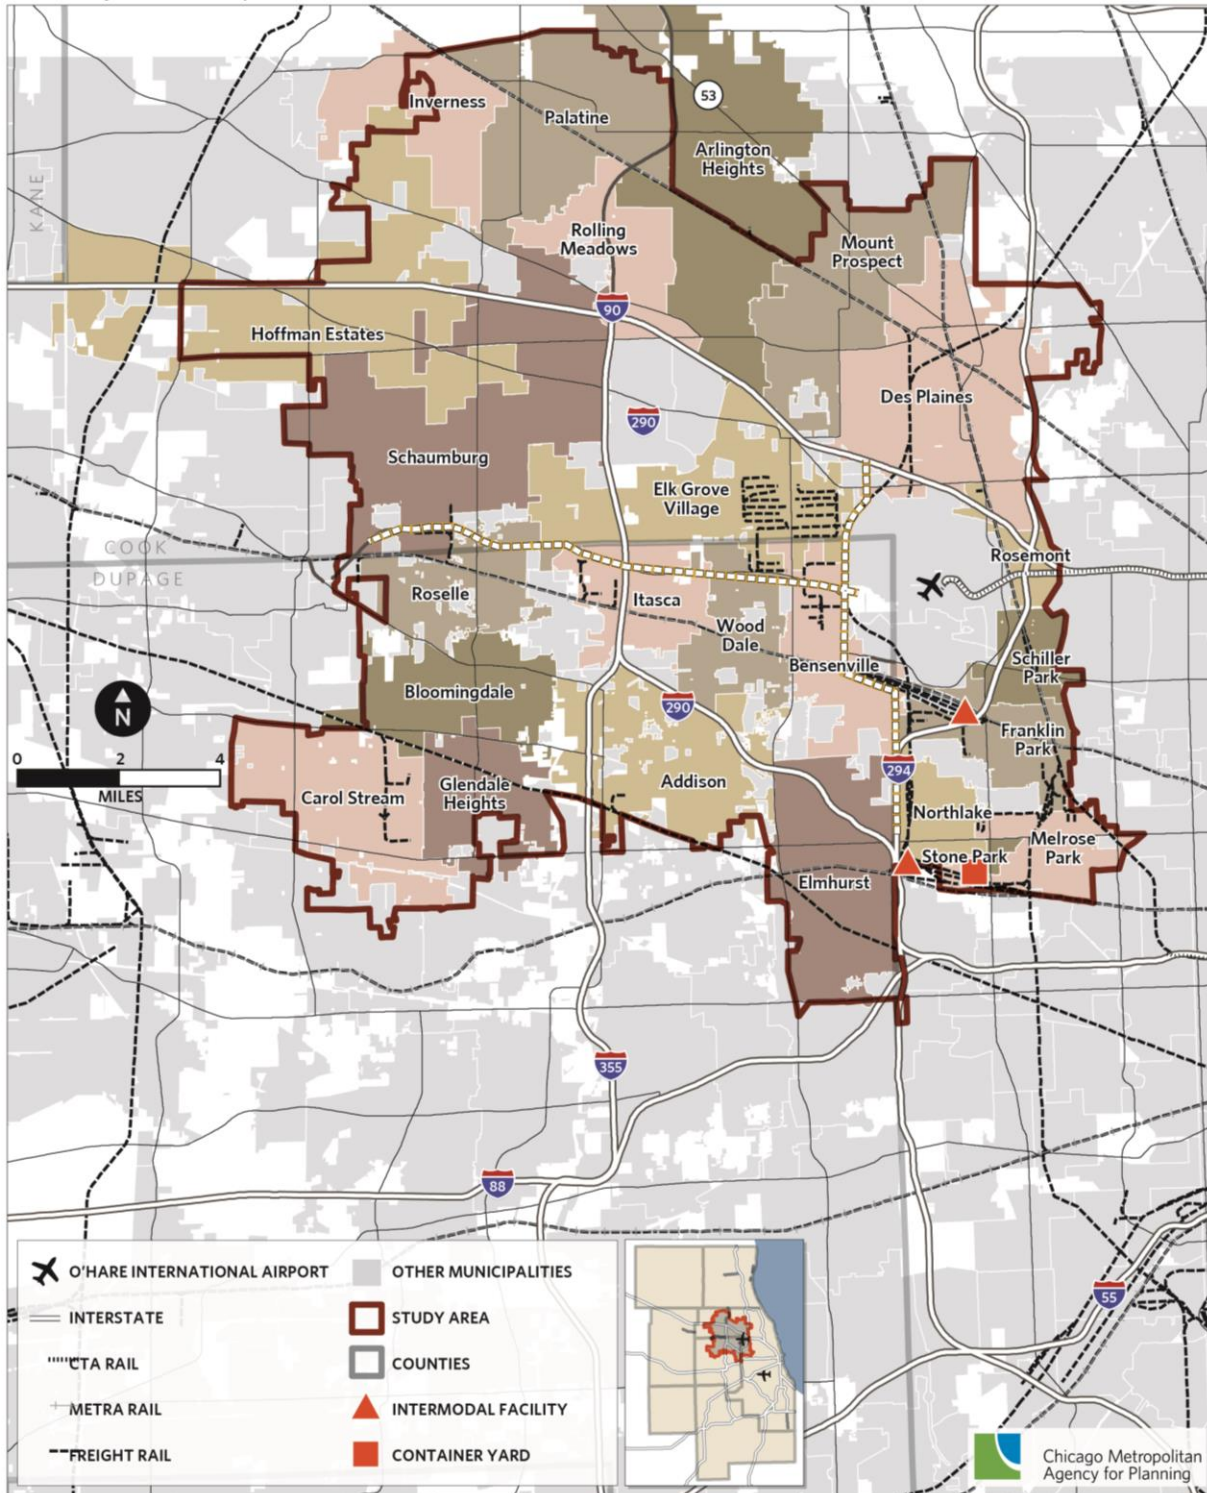 53
Inverness
Palatine
Arlington
Heights
KANE
Rolling
Meadows
Mount
Prospect
90
Hoffman Estates
Des Plaines
290
Schaumburg
Elk Grove
Village
COOK
DUPAGE
Rosemont
Roselle
Itasca
Wood
Dale
Bensenville
Schiller
Park
Bloomingdale
N
290
Franklin
Park
0 2 4
MILES
294
Carol Stream
Glendale
Heights
Addison
Northlake
Melrose
Park
Stone Park
Elmhurst
355
88
55
O'HARE INTERNATIONAL AIRPORT
INTERSTATE
CTA RAIL
METRA RAIL
FREIGHT RAIL
OTHER MUNICIPALITIES
STUDY AREA
COUNTIES
INTERMODAL FACILITY
CONTAINER YARD
Chicago Metropolitan
Agency for Planning